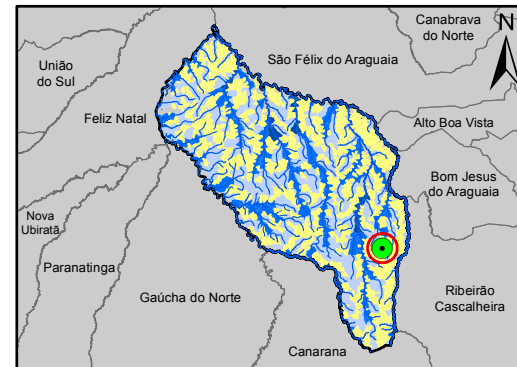 Canabrava
do Norte
N
União
do Sul
São Félix do Araguaia
Feliz Natal
Alto Boa Vista
Bom Jesus
do Araguaia
Nova
Ubiratã
Paranatinga
Gaúcha do Norte
Ribeirão
Cascalheira
Canarana